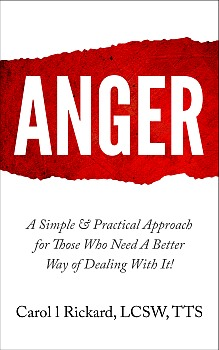 ANGER
A Simple & Practical Approach
for Those Who Need A Better
Way of Dealing With It!
Carol l Rickard, LCSW, TTS